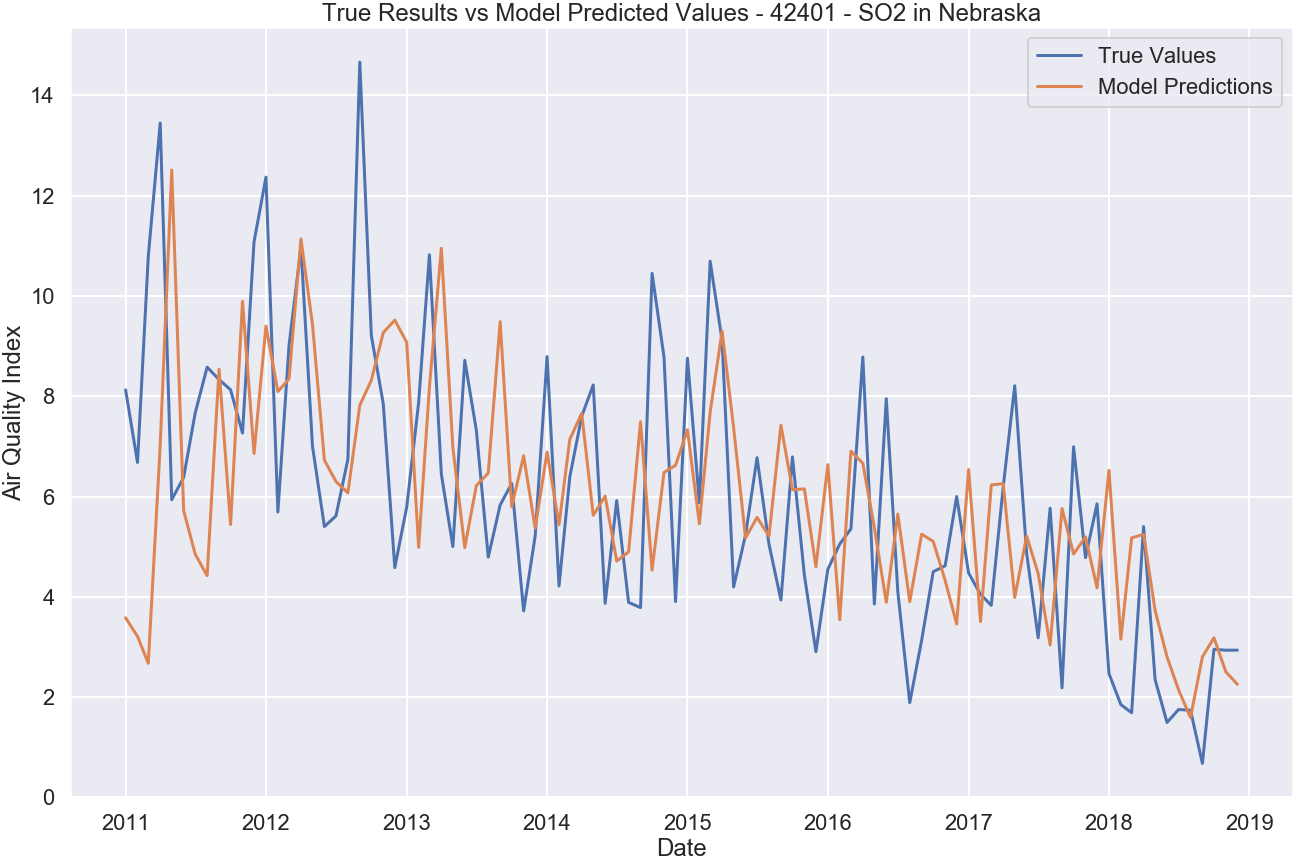 True Results vs Model Predicted Values - 42401 - SO2 in Nebraska
True Values
Model Predictions
Air Quality Index
14
12
10
8
6
4
2
0
2011 2012 2013 2014 2015 2016 2017 2018 2019
Date